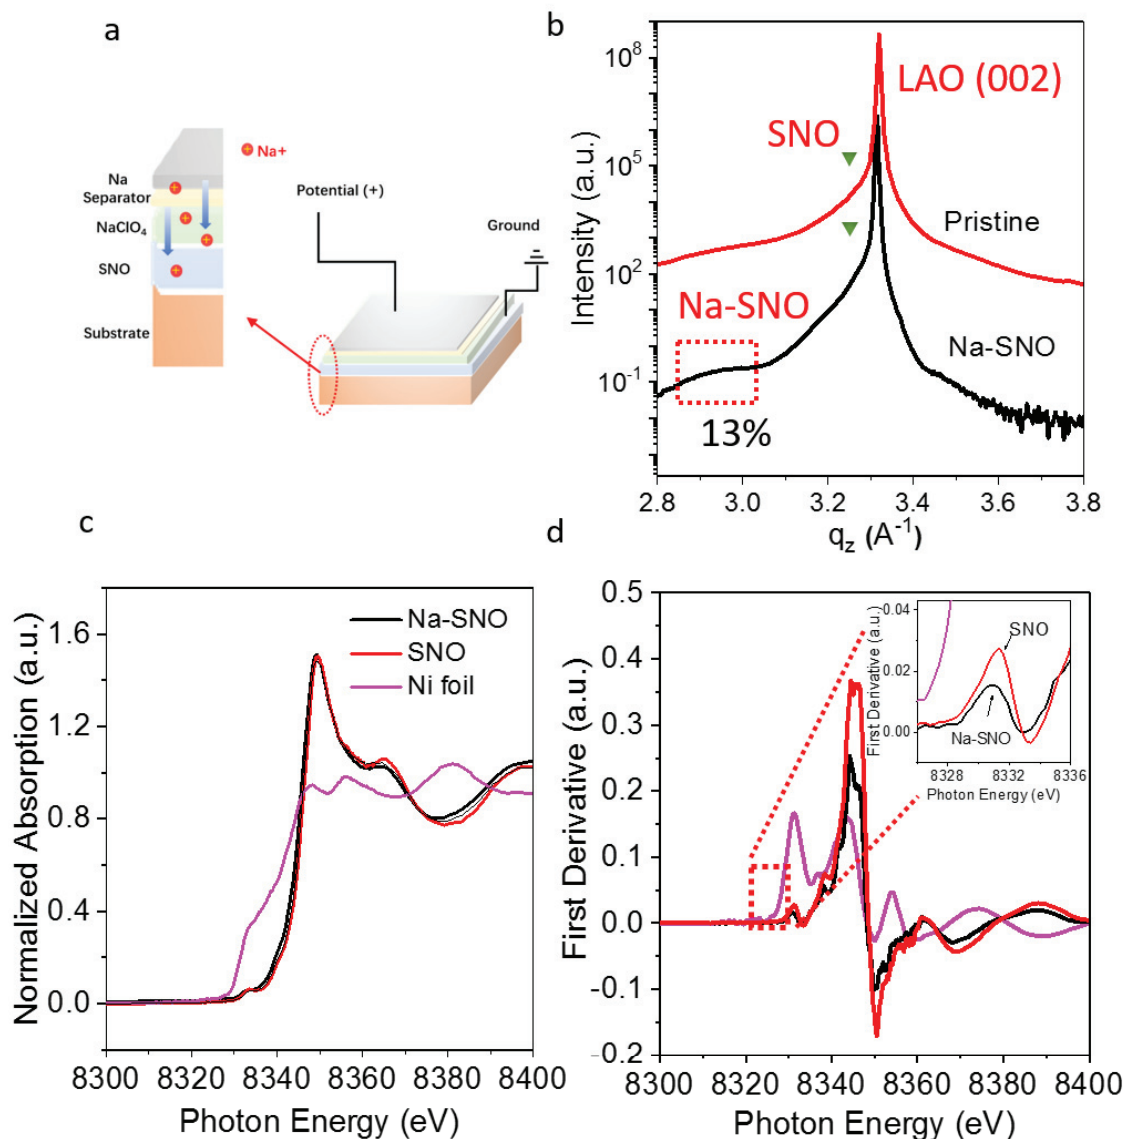 a
Na+
Na
Separator
NaClO4
SNO
Substrate
Potential (+)
Ground
b
Intensity (a.u.)
10^8
10^5
10^2
10^-1
LAO (002)
SNO
Pristine
Na-SNO
Na-SNO
13%
2.8 3.0 3.2 3.4 3.6 3.8
q_z (A^-1)
c
Normalized Absorption (a.u.)
1.6
1.2
0.8
0.4
0.0
Na-SNO
SNO
Ni foil
8300 8320 8340 8360 8380 8400
Photon Energy (eV)
d
First Derivative (a.u.)
0.5
0.4
0.3
0.2
0.1
0.0
-0.1
-0.2
First Derivative (a.u.)
0.04
0.02
0.00
SNO
Na-SNO
8328 8332 8336
Photon Energy (eV)
8300 8320 8340 8360 8380 8400
Photon Energy (eV)